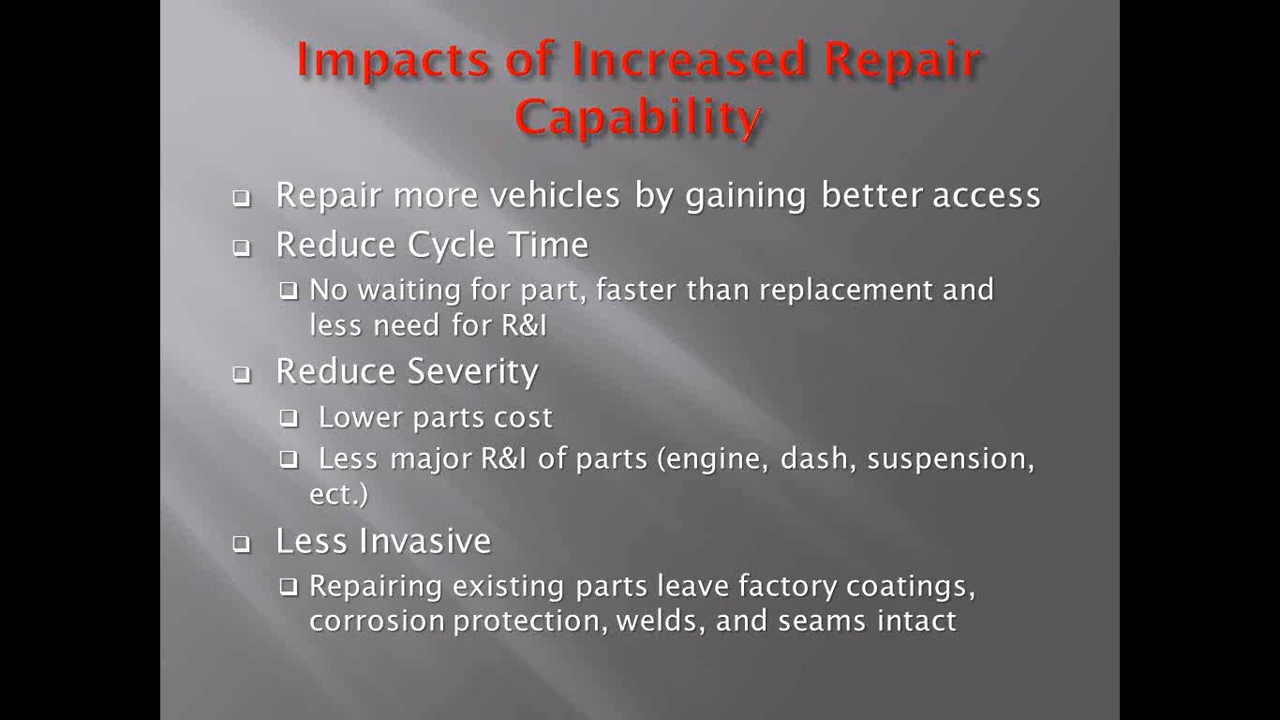 Impacts of Increased Repair
Capability
Repair more vehicles by gaining better access
Reduce Cycle Time
No waiting for part, faster than replacement and
less need for R&I
Reduce Severity
Lower parts cost
Less major R&I of parts (engine, dash, suspension,
ect.)
Less Invasive
Repairing existing parts leave factory coatings,
corrosion protection, welds, and seams intact